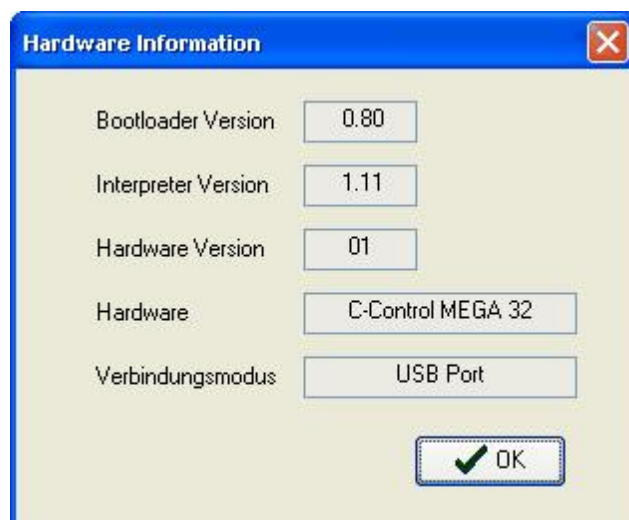 Hardware Information
Bootloader Version 0.80
Interpreter Version 1.11
Hardware Version 01
Hardware C-Control MEGA 32
Verbindungsmodus USB Port
OK